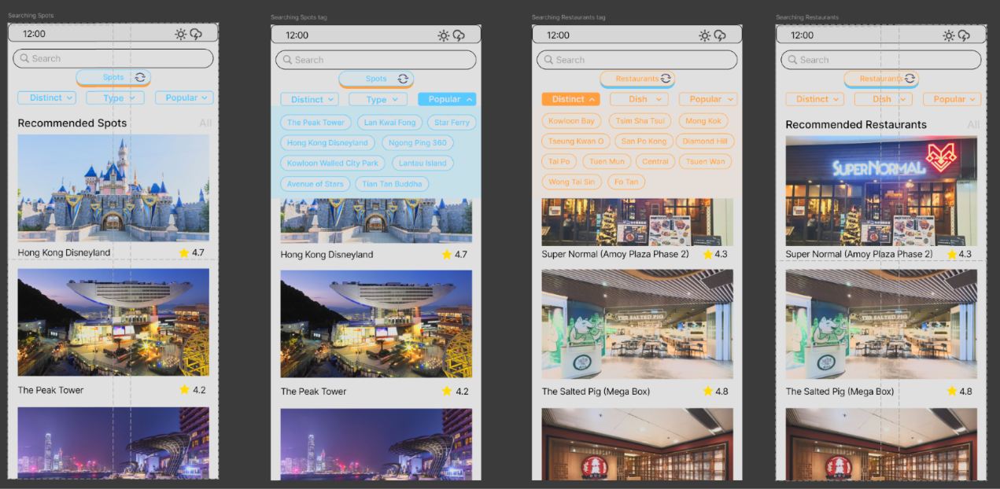 Searching Spots
12:00
Search
Spots
Distinct Type Popular
Recommended Spots All
Hong Kong Disneyland 4.7
The Peak Tower 4.2
Searching Spots tag
12:00
Search
Spots
Distinct Type Popular
The Peak Tower Lan Kwai Fong Star Ferry
Hong Kong Disneyland Ngong Ping 360
Kowloon Walled City Park Lantau Island
Avenue of Stars Tian Tan Buddha
Hong Kong Disneyland 4.7
The Peak Tower 4.2
Searching Restaurants tag
12:00
Search
Restaurants
Distinct Dish Popular
Kowloon Bay Tsim Sha Tsui Mong Kok
Tseung Kwan O San Po Kong Diamond Hill
Tai Po Tuen Mun Central Tsuen Wan
Wong Tai Sin Fo Tan
Super Normal (Amoy Plaza Phase 2) 4.3
THE SALTED PIG
The Salted Pig (Mega Box) 4.8
Searching Restaurants
12:00
Search
Restaurants
Distinct Dish Popular
Recommended Restaurants All
SUPERNORMAL
Super Normal (Amoy Plaza Phase 2) 4.3
THE SALTED PIG
The Salted Pig (Mega Box) 4.8